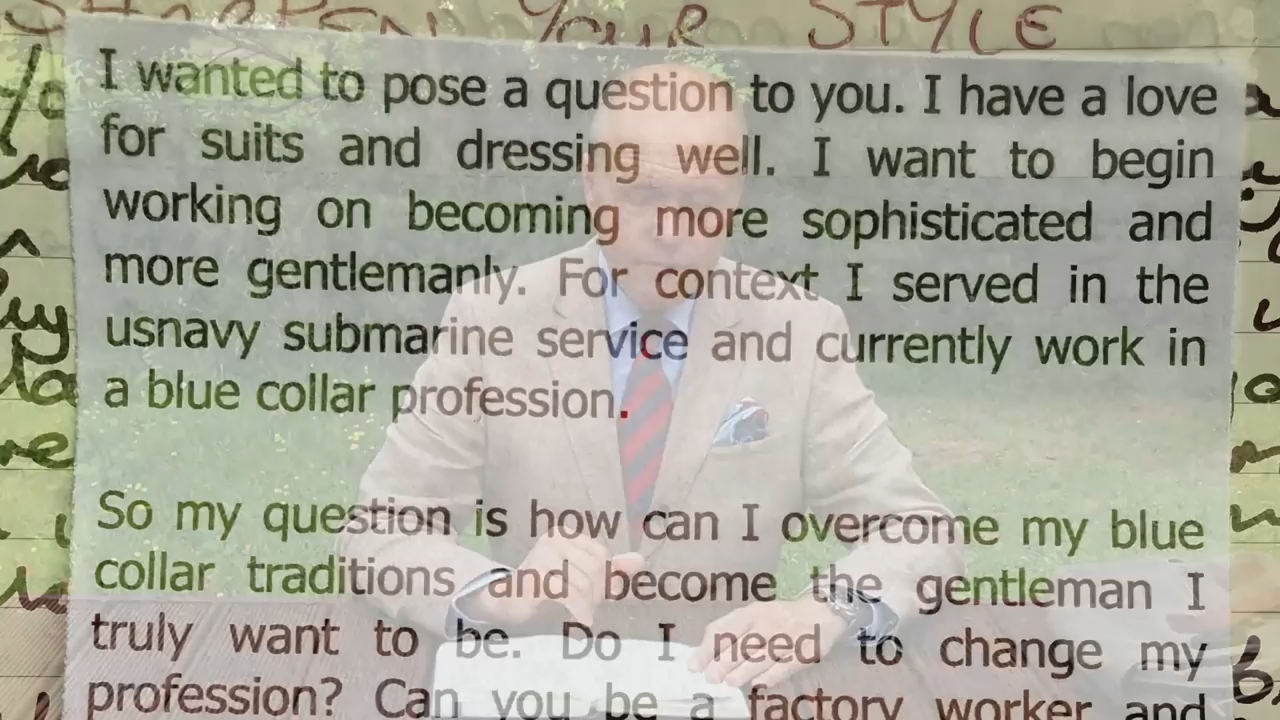 SHARPEN YOUR STYLE
I wanted to pose a question to you. I have a love
for suits and dressing well. I want to begin
working on becoming more sophisticated and
more gentlemanly. For context I served in the
usnavy submarine service and currently work in
a blue collar profession.
So my question is how can I overcome my blue
collar traditions and become the gentleman I
truly want to be. Do I need to change my
profession? Can you be a factory worker and